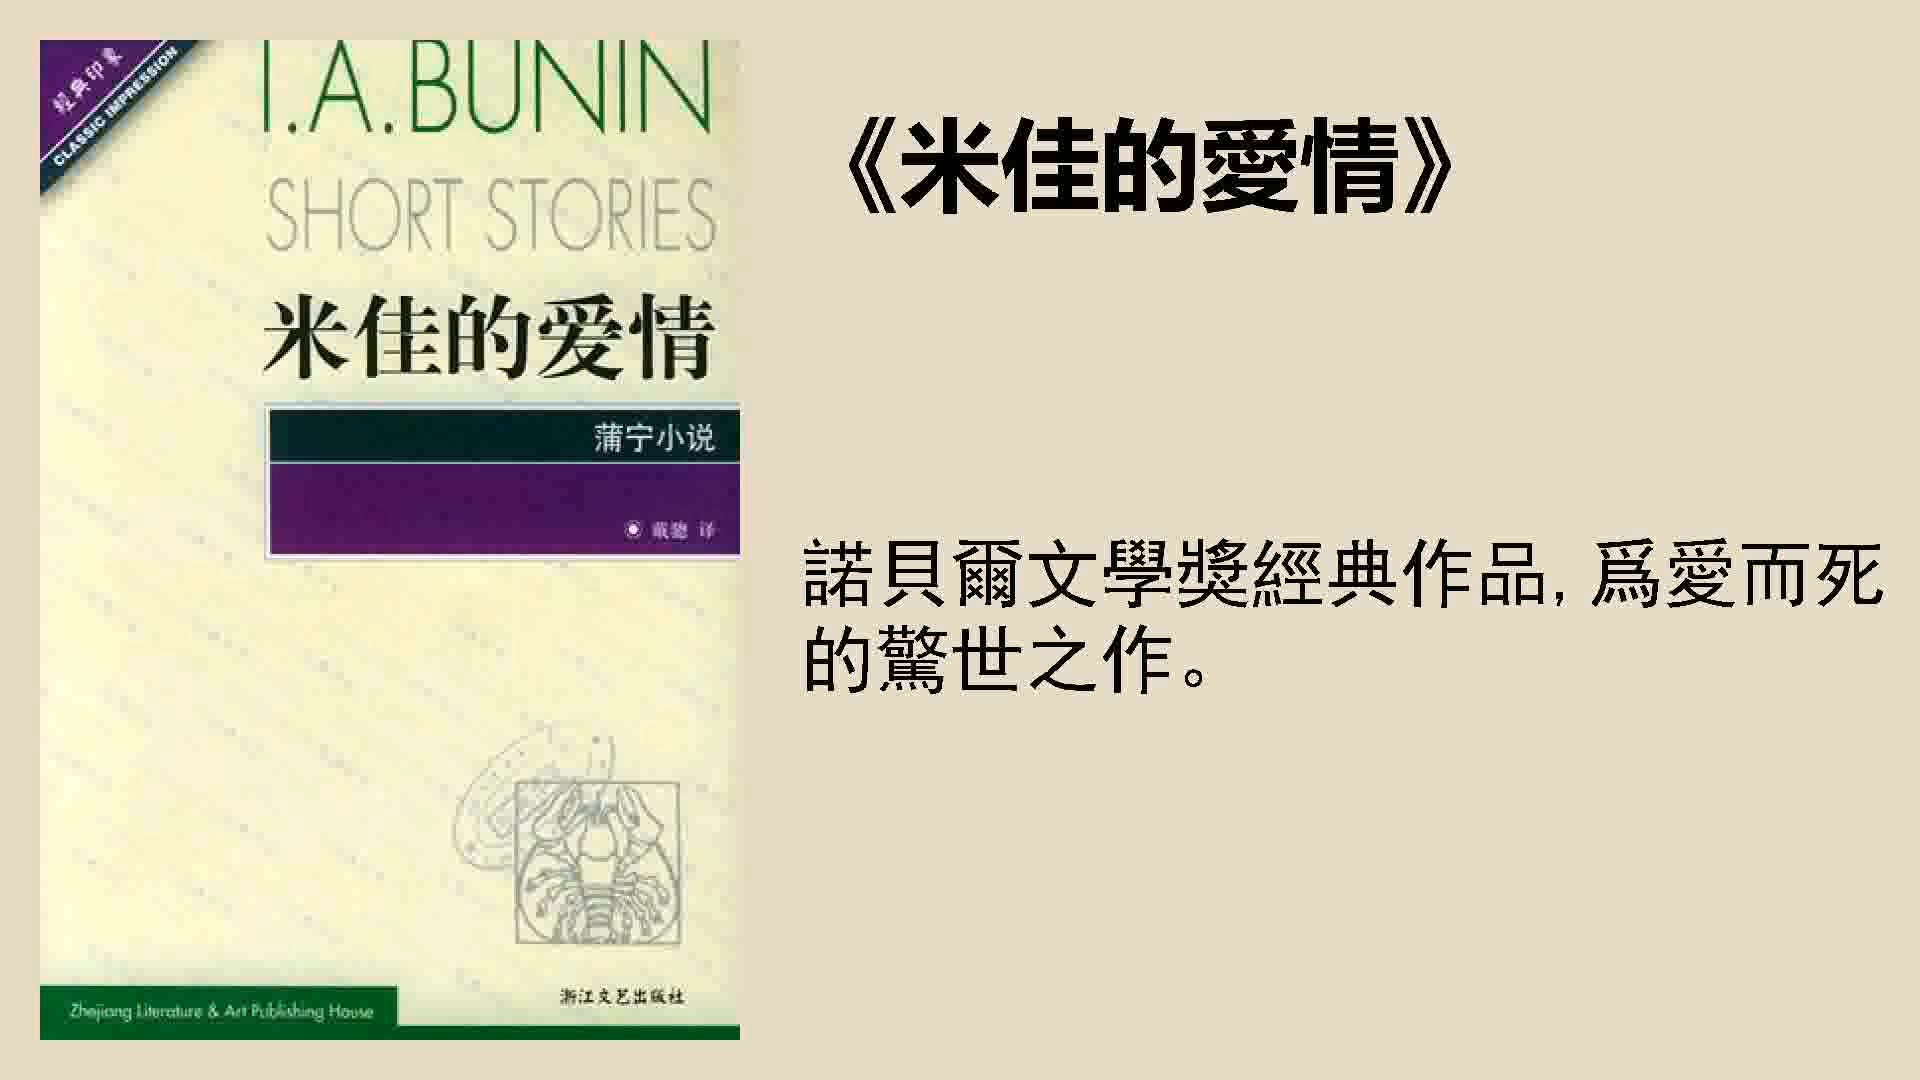 經典印象
CLASSIC IMPRESSION
I.A.BUNIN
SHORT STORIES
米佳的爱情
蒲宁小说
戴骢 译
浙江文艺出版社
Zhejiang Literature & Art Publishing House
《米佳的愛情》
諾貝爾文學獎經典作品,爲愛而死
的驚世之作。